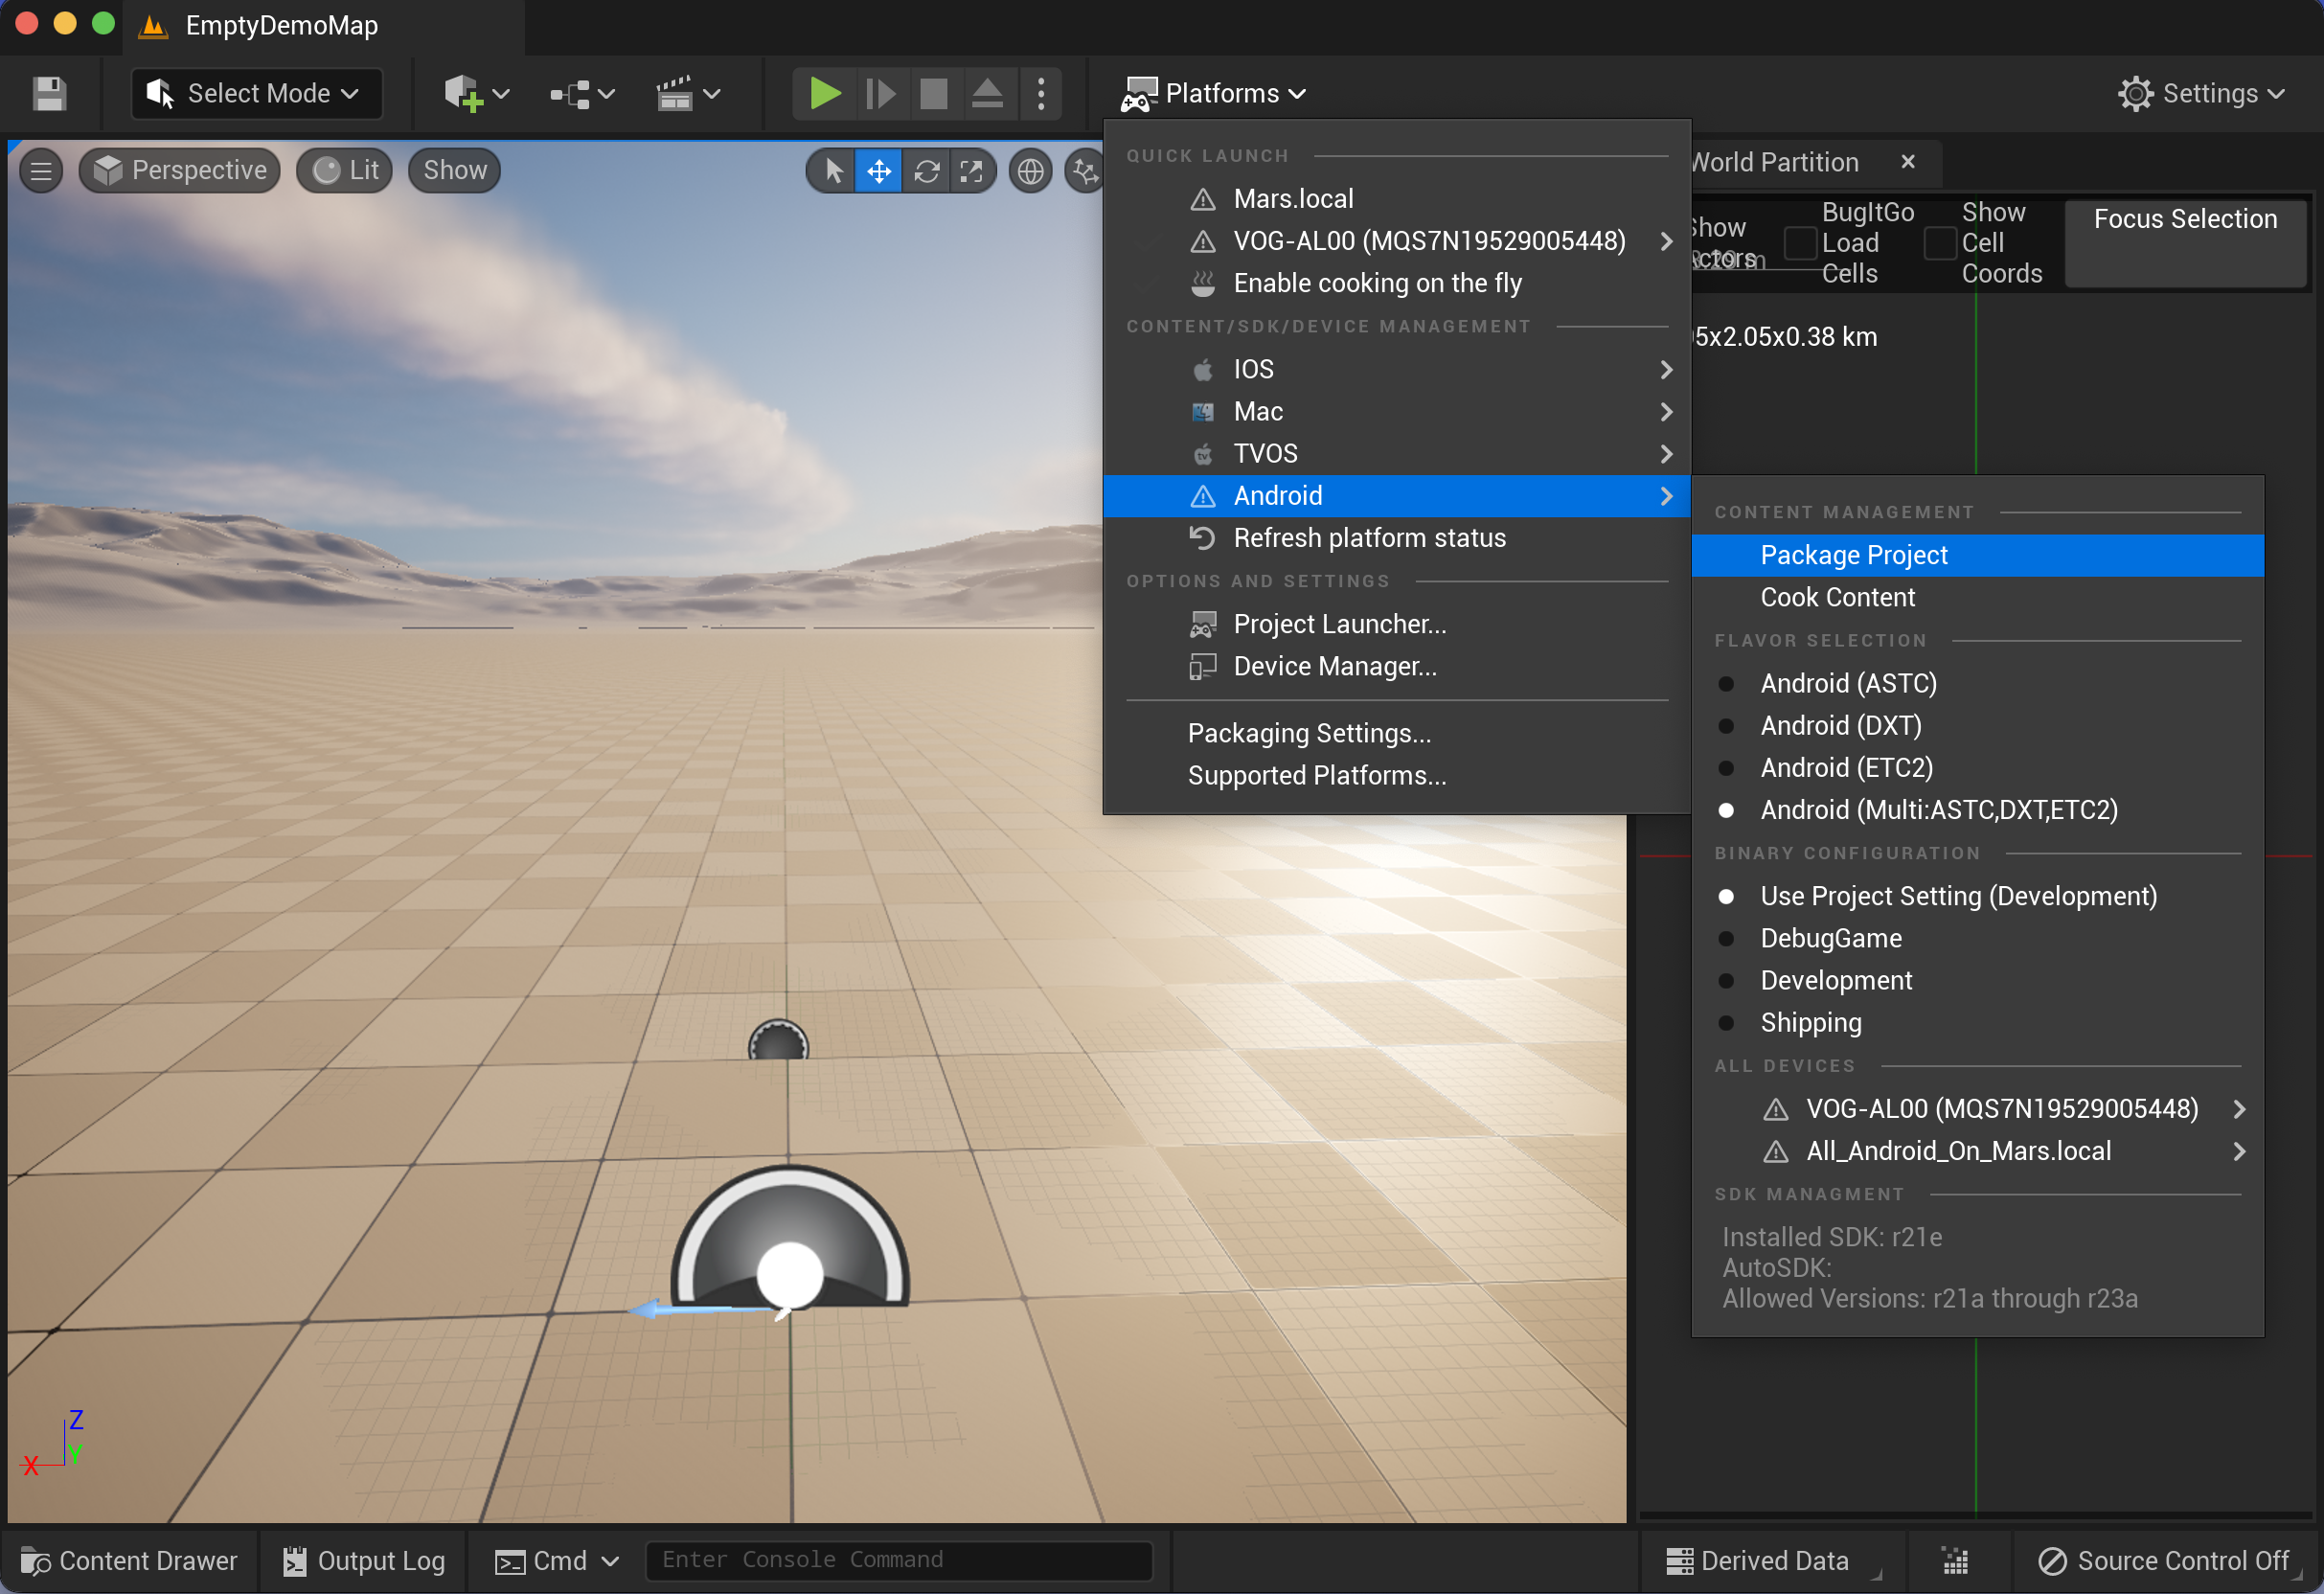 EmptyDemoMap
Select Mode
Platforms
Settings
Perspective
Lit
Show
QUICK LAUNCH
Mars.local
VOG-AL00 (MQS7N19529005448)
Enable cooking on the fly
CONTENT/SDK/DEVICE MANAGEMENT
IOS
Mac
TVOS
Android
Refresh platform status
OPTIONS AND SETTINGS
Project Launcher...
Device Manager...
Packaging Settings...
Supported Platforms...
World Partition
Show
Actors
BugItGo
Load
Cells
Show
Cell
Coords
Focus Selection
5x2.05x0.38 km
CONTENT MANAGEMENT
Package Project
Cook Content
FLAVOR SELECTION
Android (ASTC)
Android (DXT)
Android (ETC2)
Android (Multi:ASTC,DXT,ETC2)
BINARY CONFIGURATION
Use Project Setting (Development)
DebugGame
Development
Shipping
ALL DEVICES
VOG-AL00 (MQS7N19529005448)
All_Android_On_Mars.local
SDK MANAGMENT
Installed SDK: r21e
AutoSDK:
Allowed Versions: r21a through r23a
Z
Y
X
Content Drawer
Output Log
Cmd
Enter Console Command
Derived Data
Source Control Off